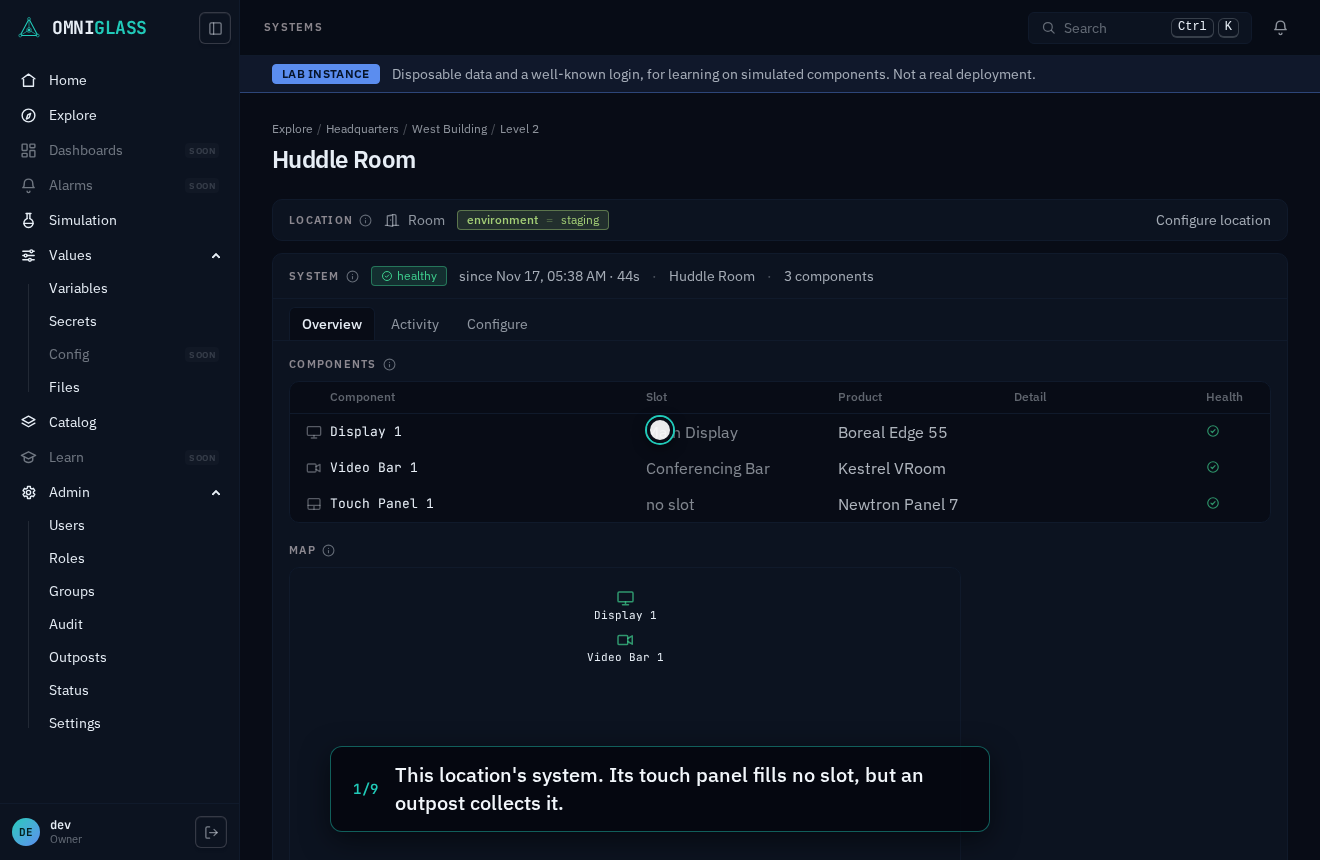 OMNIGLASS
SYSTEMS
Search
Ctrl K
LAB INSTANCE Disposable data and a well-known login, for learning on simulated components. Not a real deployment.
Home
Explore
Dashboards SOON
Alarms SOON
Simulation
Values
Variables
Secrets
Config SOON
Files
Catalog
Learn SOON
Admin
Users
Roles
Groups
Audit
Outposts
Status
Settings
DE dev
Owner
Explore / Headquarters / West Building / Level 2
Huddle Room
LOCATION Room environment = staging Configure location
SYSTEM healthy since Nov 17, 05:38 AM · 44s · Huddle Room · 3 components
Overview Activity Configure
COMPONENTS
Component Slot Product Detail Health
Display 1 Display Boreal Edge 55
Video Bar 1 Conferencing Bar Kestrel VRoom
Touch Panel 1 no slot Newtron Panel 7
MAP
Display 1
Video Bar 1
1/9 This location's system. Its touch panel fills no slot, but an
outpost collects it.